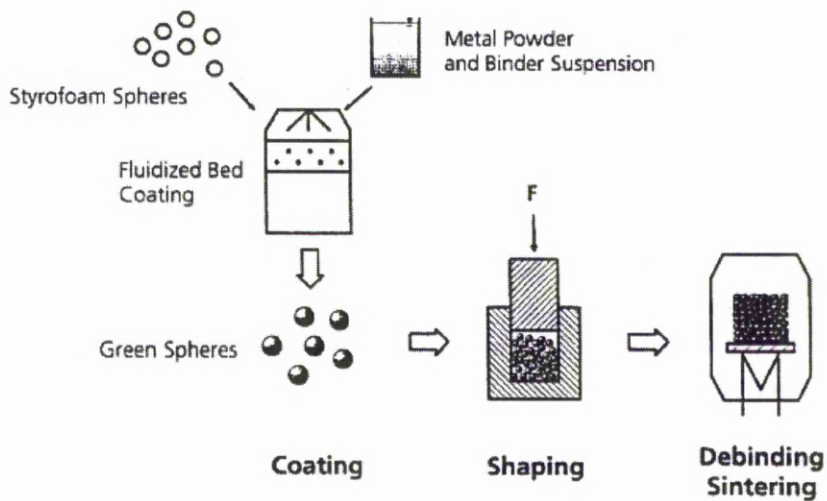 Styrofoam Spheres
Metal Powder
and Binder Suspension
Fluidized Bed
Coating
F
Green Spheres
Coating
Shaping
Debinding
Sintering